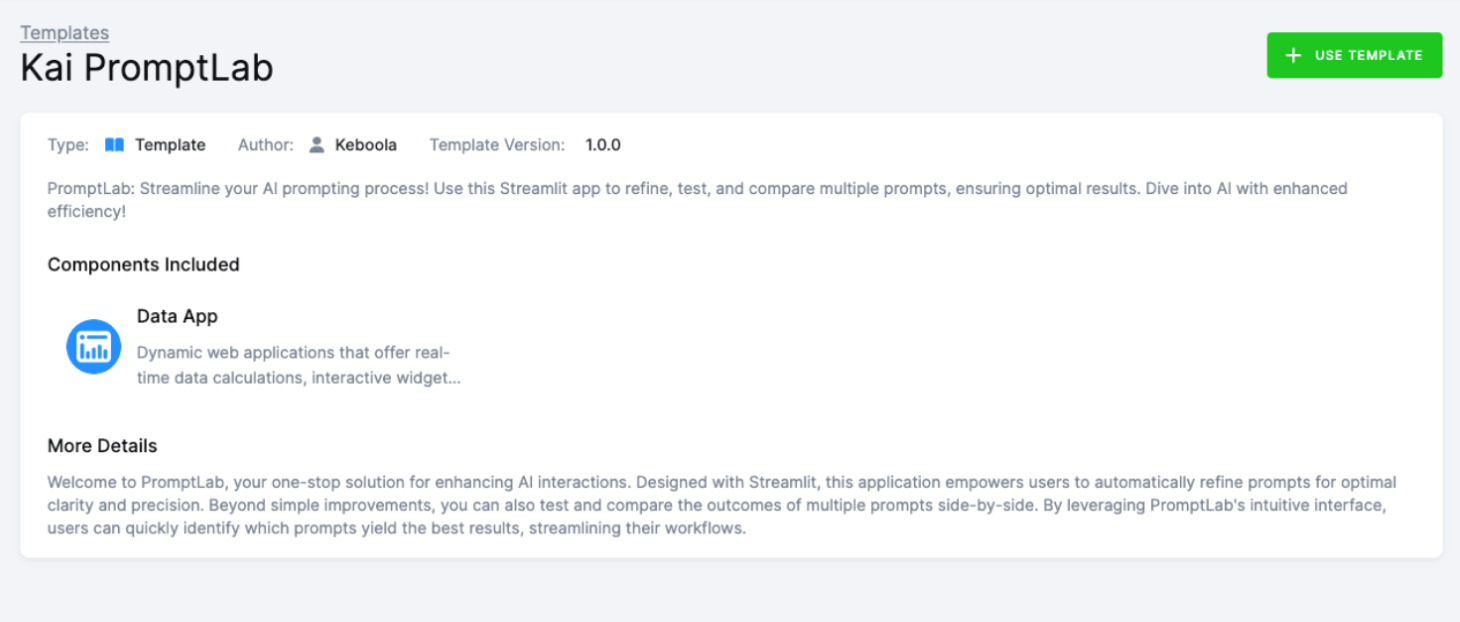 Templates
Kai PromptLab
USE TEMPLATE
Type: Template Author: Keboola Template Version: 1.0.0
PromptLab: Streamline your AI prompting process! Use this Streamlit app to refine, test, and compare multiple prompts, ensuring optimal results. Dive into AI with enhanced
efficiency!
Components Included
Data App
Dynamic web applications that offer real-
time data calculations, interactive widget...
More Details
Welcome to PromptLab, your one-stop solution for enhancing AI interactions. Designed with Streamlit, this application empowers users to automatically refine prompts for optimal
clarity and precision. Beyond simple improvements, you can also test and compare the outcomes of multiple prompts side-by-side. By leveraging PromptLab's intuitive interface,
users can quickly identify which prompts yield the best results, streamlining their workflows.